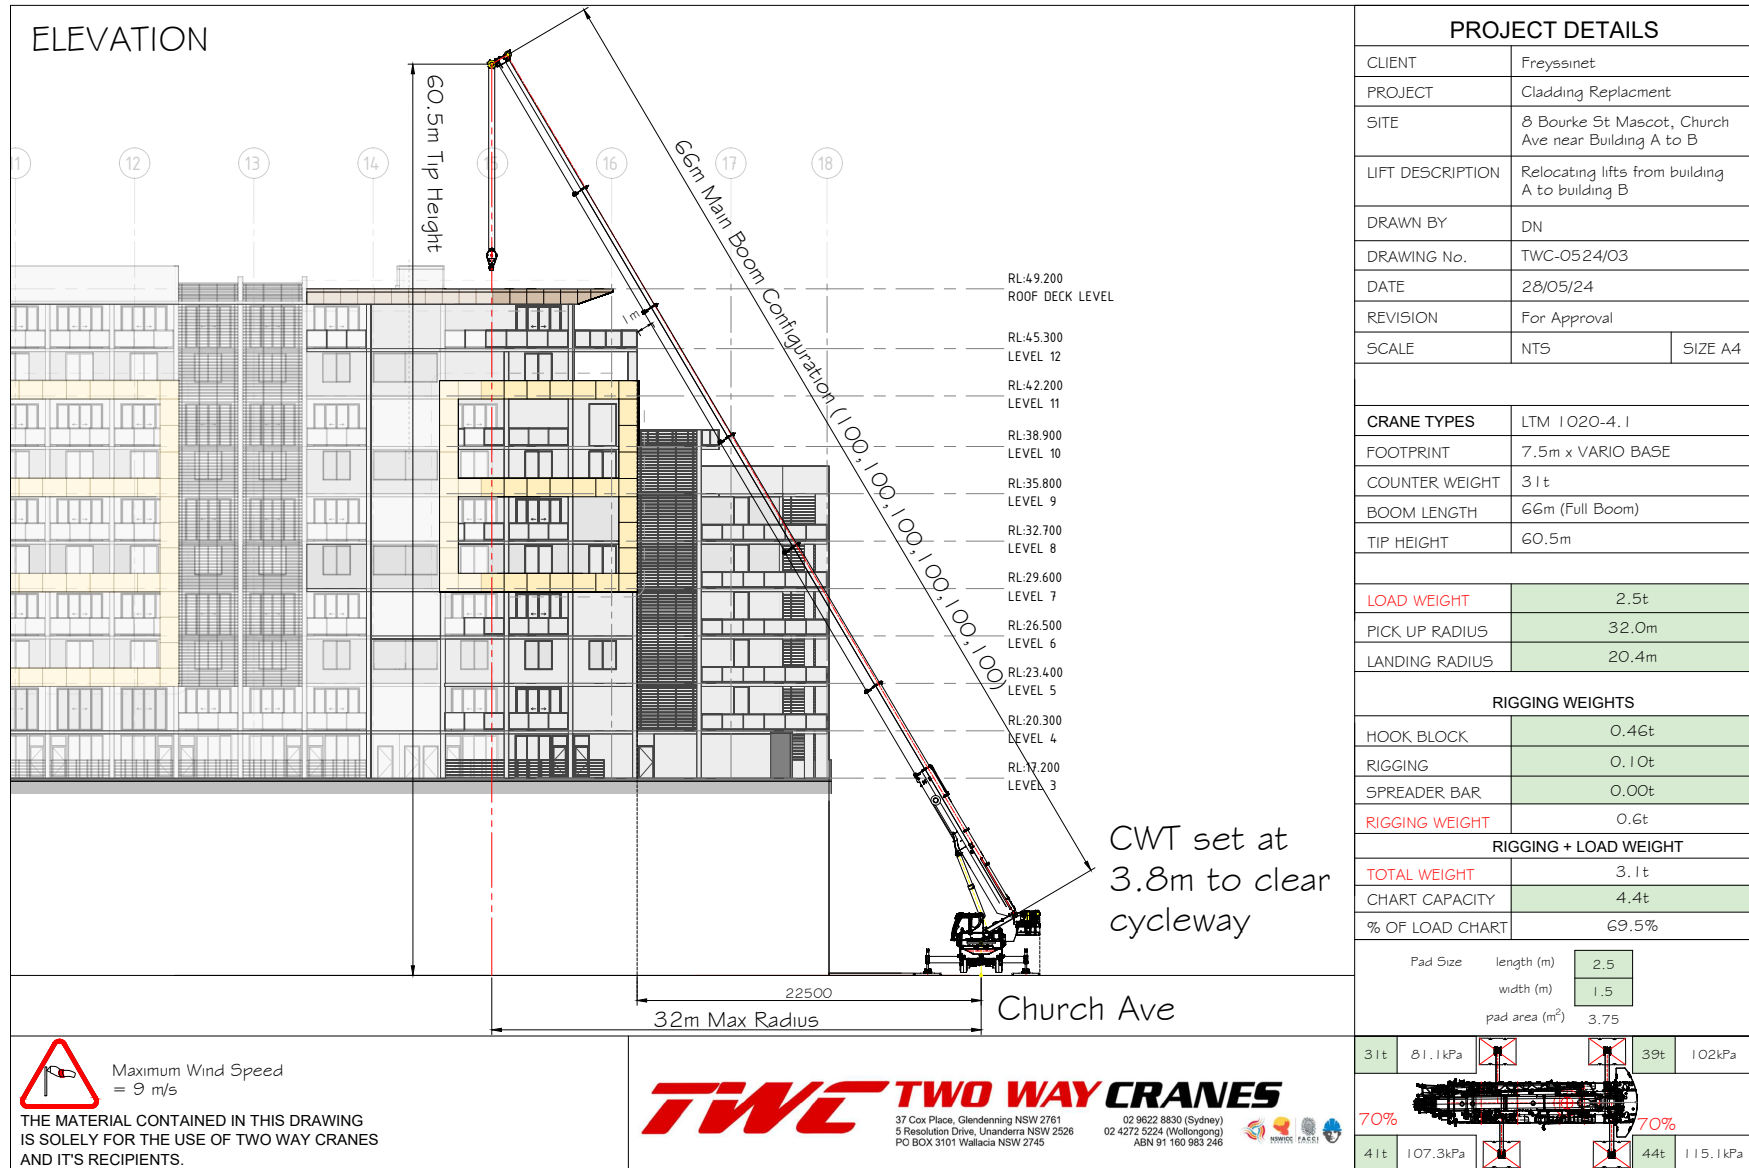 ELEVATION
60.5m Tip Height
66m Main Boom Configuration (100,100,100,100,100,100,100)
11
12
13
14
15
16
17
18
1m
RL:49.200
ROOF DECK LEVEL
RL:45.300
LEVEL 12
RL:42.200
LEVEL 11
RL:38.900
LEVEL 10
RL:35.800
LEVEL 9
RL:32.700
LEVEL 8
RL:29.600
LEVEL 7
RL:26.500
LEVEL 6
RL:23.400
LEVEL 5
RL:20.300
LEVEL 4
RL:17.200
LEVEL 3
CWT set at
3.8m to clear
cycleway
22500
Church Ave
32m Max Radius
PROJECT DETAILS
CLIENT Freyssinet
PROJECT Cladding Replacment
SITE 8 Bourke St Mascot, Church
Ave near Building A to B
LIFT DESCRIPTION Relocating lifts from building
A to building B
DRAWN BY DN
DRAWING No. TWC-0524/03
DATE 28/05/24
REVISION For Approval
SCALE NTS SIZE A4
CRANE TYPES LTM 1020-4.1
FOOTPRINT 7.5m x VARIO BASE
COUNTER WEIGHT 31t
BOOM LENGTH 66m (Full Boom)
TIP HEIGHT 60.5m
LOAD WEIGHT 2.5t
PICK UP RADIUS 32.0m
LANDING RADIUS 20.4m
RIGGING WEIGHTS
HOOK BLOCK 0.46t
RIGGING 0.10t
SPREADER BAR 0.00t
RIGGING WEIGHT 0.6t
RIGGING + LOAD WEIGHT
TOTAL WEIGHT 3.1t
CHART CAPACITY 4.4t
% OF LOAD CHART 69.5%
Pad Size length (m) 2.5
width (m) 1.5
pad area (m²) 3.75
31t 81.1kPa 39t 102kPa
70% 70%
41t 107.3kPa 44t 115.1kPa
Maximum Wind Speed
= 9 m/s
THE MATERIAL CONTAINED IN THIS DRAWING
IS SOLELY FOR THE USE OF TWO WAY CRANES
AND IT'S RECIPIENTS.
TWC TWO WAY CRANES
37 Cox Place, Glendenning NSW 2761 02 9622 8830 (Sydney)
5 Resolution Drive, Unanderra NSW 2526 02 4272 5224 (Wollongong)
PO BOX 3101 Wallacia NSW 2745 ABN 91 160 983 246